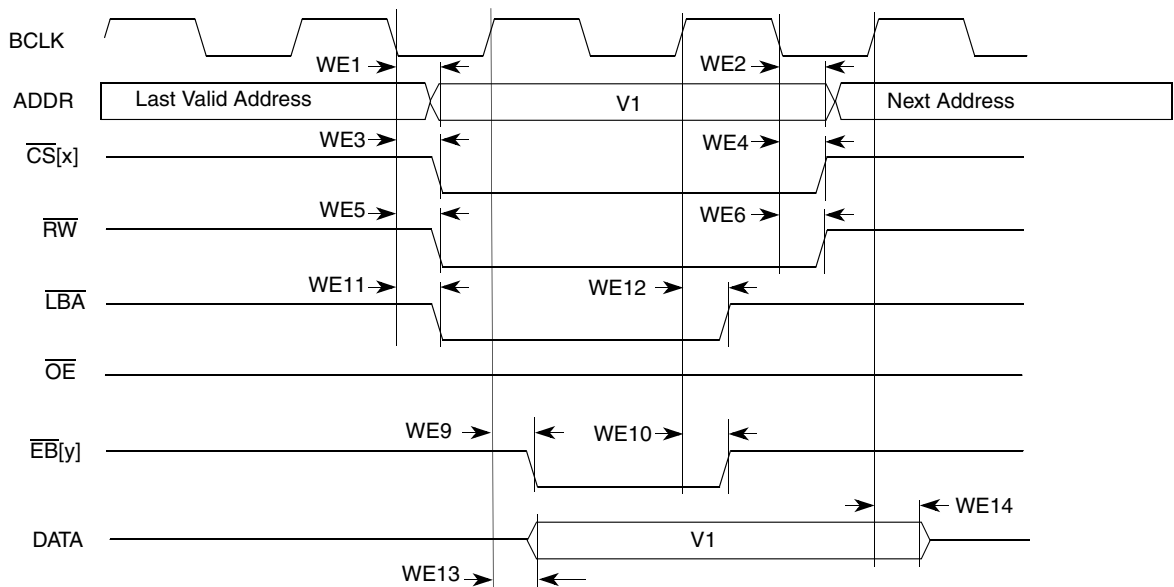 BCLK
WE1
WE2
ADDR
Last Valid Address
V1
Next Address
WE3
WE4
CS[x]
WE5
WE6
RW
WE11
WE12
LBA
OE
WE9
WE10
EB[y]
WE14
DATA
V1
WE13